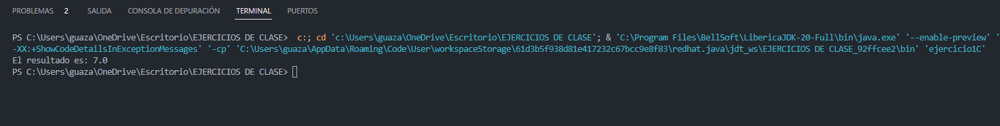 PROBLEMAS 2 SALIDA CONSOLA DE DEPURACIÓN TERMINAL PUERTOS
PS C:\Users\guaza\OneDrive\Escritorio\EJERCICIOS DE CLASE> c:; cd 'c:\Users\guaza\OneDrive\Escritorio\EJERCICIOS DE CLASE'; & 'C:\Program Files\BellSoft\LibericaJDK-20-Full\bin\java.exe' '--enable-preview' '
-XX:+ShowCodeDetailsInExceptionMessages' '-cp' 'C:\Users\guaza\AppData\Roaming\Code\User\workspaceStorage\61d3b5f938d81e417232c67bcc9e8f83\redhat.java\jdt_ws\EJERCICIOS DE CLASE_92ffcee2\bin' 'ejercicio1C'
El resultado es: 7.0
PS C:\Users\guaza\OneDrive\Escritorio\EJERCICIOS DE CLASE>